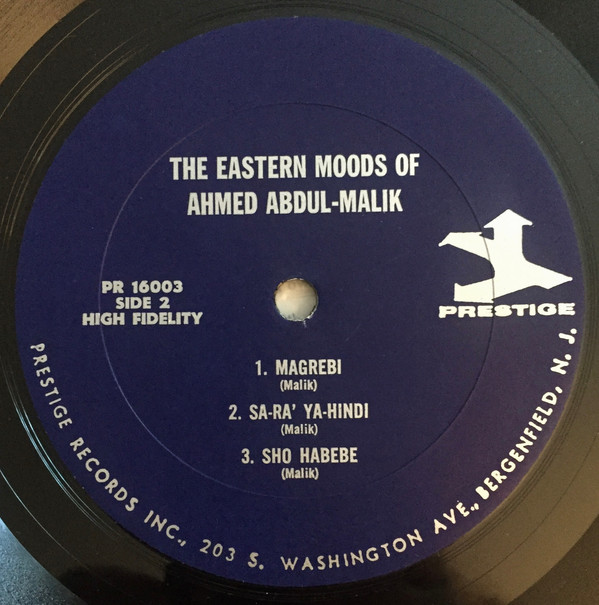 THE EASTERN MOODS OF
AHMED ABDUL-MALIK
PR 16003
SIDE 2
HIGH FIDELITY
PRESTIGE
1. MAGREBI
(Malik)
2. SA-RA' YA-HINDI
(Malik)
3. SHO HABEBE
(Malik)
PRESTIGE RECORDS INC., 203 S. WASHINGTON AVE., BERGENFIELD, N. J.